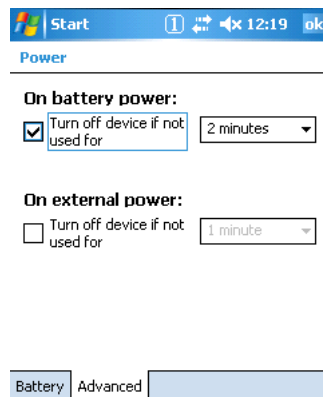 Start 1 12:19 ok
Power
On battery power:
Turn off device if not
used for
2 minutes
On external power:
Turn off device if not
used for
1 minute
Battery Advanced